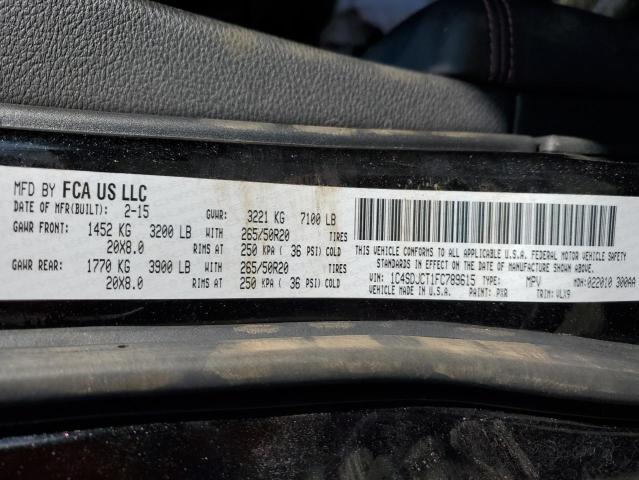 MFD BY FCA US LLC
DATE OF MFR(BUILT): 2-15 GVWR: 3221 KG 7100 LB
GAWR FRONT: 1452 KG 3200 LB WITH 265/50R20 TIRES
20X8.0 RIMS AT 250 KPA ( 36 PSI) COLD
GAWR REAR: 1770 KG 3900 LB WITH 265/50R20 TIRES
20X8.0 RIMS AT 250 KPA ( 36 PSI) COLD
THIS VEHICLE CONFORMS TO ALL APPLICABLE U.S.A. FEDERAL MOTOR VEHICLE SAFETY
STANDARDS IN EFFECT ON THE DATE OF MANUFACTURE SHOWN ABOVE.
VIN: 1C4SDJCT1FC789615 TYPE: MPV MDH: 022010 300AA
VEHICLE MADE IN U.S.A. PAINT: PXR TRIM: VLX9